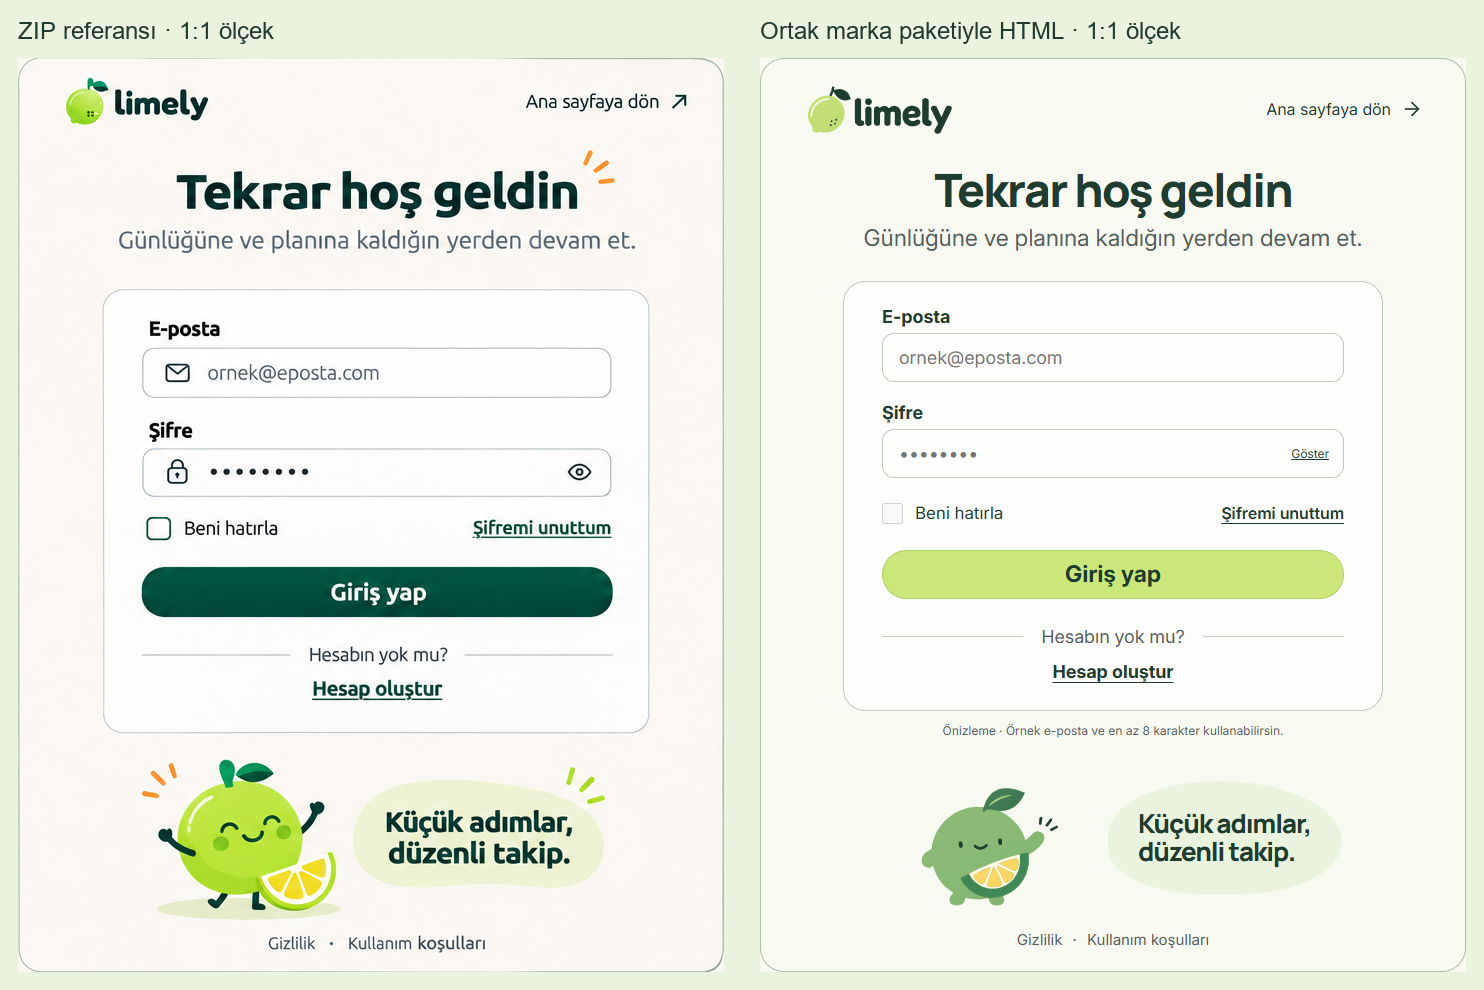 ZIP referansı · 1:1 ölçek
limely
Ana sayfaya dön
Tekrar hoş geldin
Günlüğüne ve planına kaldığın yerden devam et.
E-posta
ornek@eposta.com
Şifre
••••••••
Beni hatırla
Şifremi unuttum
Giriş yap
Hesabın yok mu?
Hesap oluştur
Küçük adımlar,
düzenli takip.
Gizlilik • Kullanım koşulları
Ortak marka paketiyle HTML · 1:1 ölçek
limely
Ana sayfaya dön →
Tekrar hoş geldin
Günlüğüne ve planına kaldığın yerden devam et.
E-posta
ornek@eposta.com
Şifre
•••••••• Göster
Beni hatırla
Şifremi unuttum
Giriş yap
Hesabın yok mu?
Hesap oluştur
Önizleme · Örnek e-posta ve en az 8 karakter kullanabilirsin.
Küçük adımlar,
düzenli takip.
Gizlilik · Kullanım koşulları